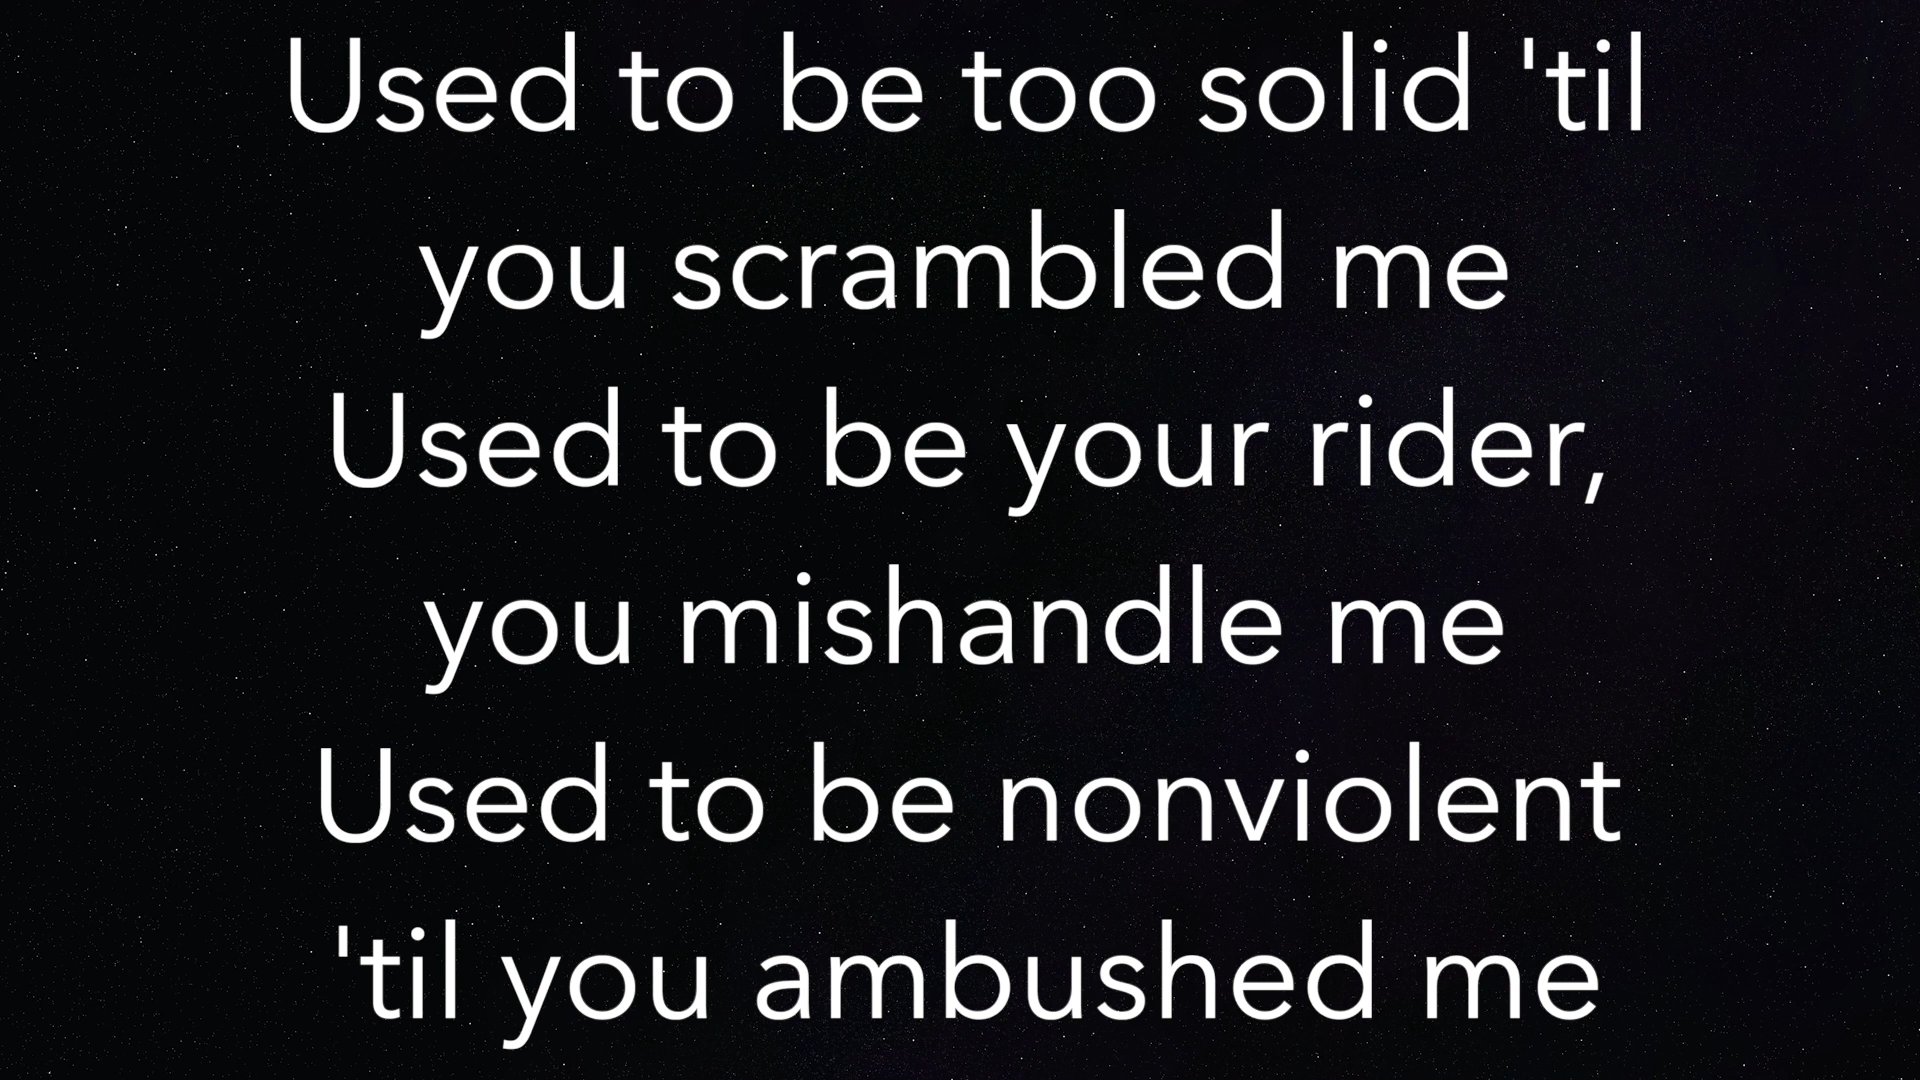 Used to be too solid 'til
you scrambled me
Used to be your rider,
you mishandle me
Used to be nonviolent
'til you ambushed me